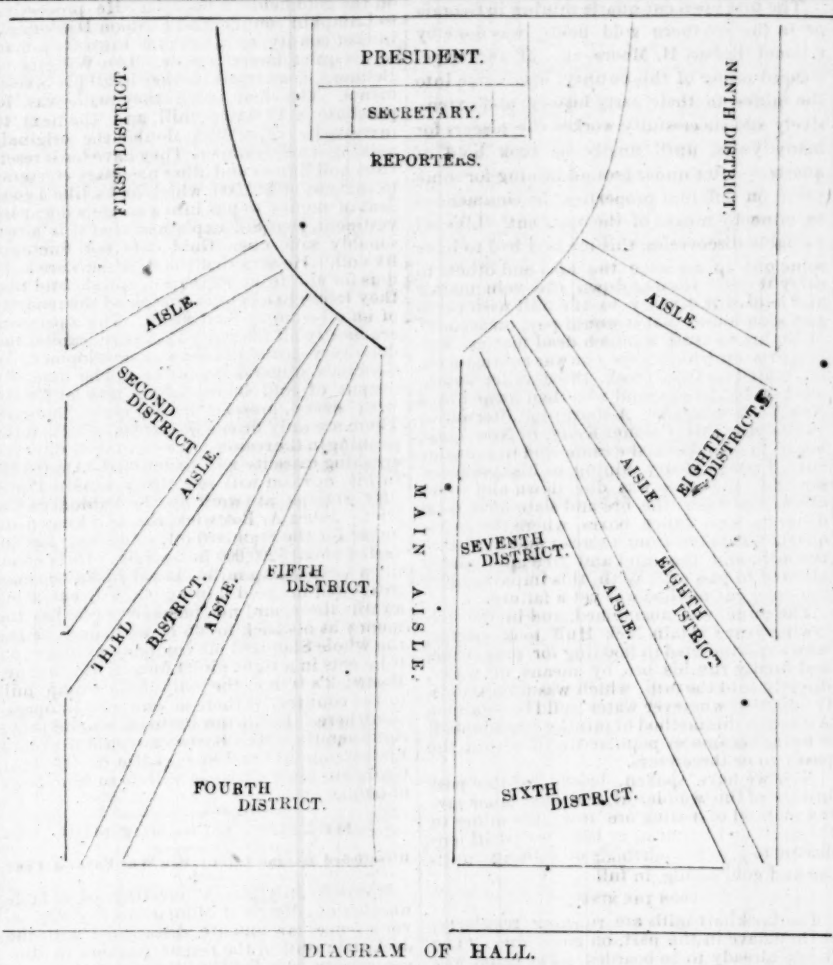 PRESIDENT.
SECRETARY.
REPORTERS.
FIRST DISTRICT.
NINTH DISTRICT
AISLE.
AISLE.
SECOND
DISTRICT
AISLE.
EIGHTH
DISTRICT.
AISLE.
MAIN AISLE.
SEVENTH
DISTRICT.
FIFTH
DISTRICT.
THIRD DISTRICT.
AISLE.
AISLE.
EIGHTH
ISTRICT.
FOURTH
DISTRICT.
SIXTH
DISTRICT.
DIAGRAM OF HALL.